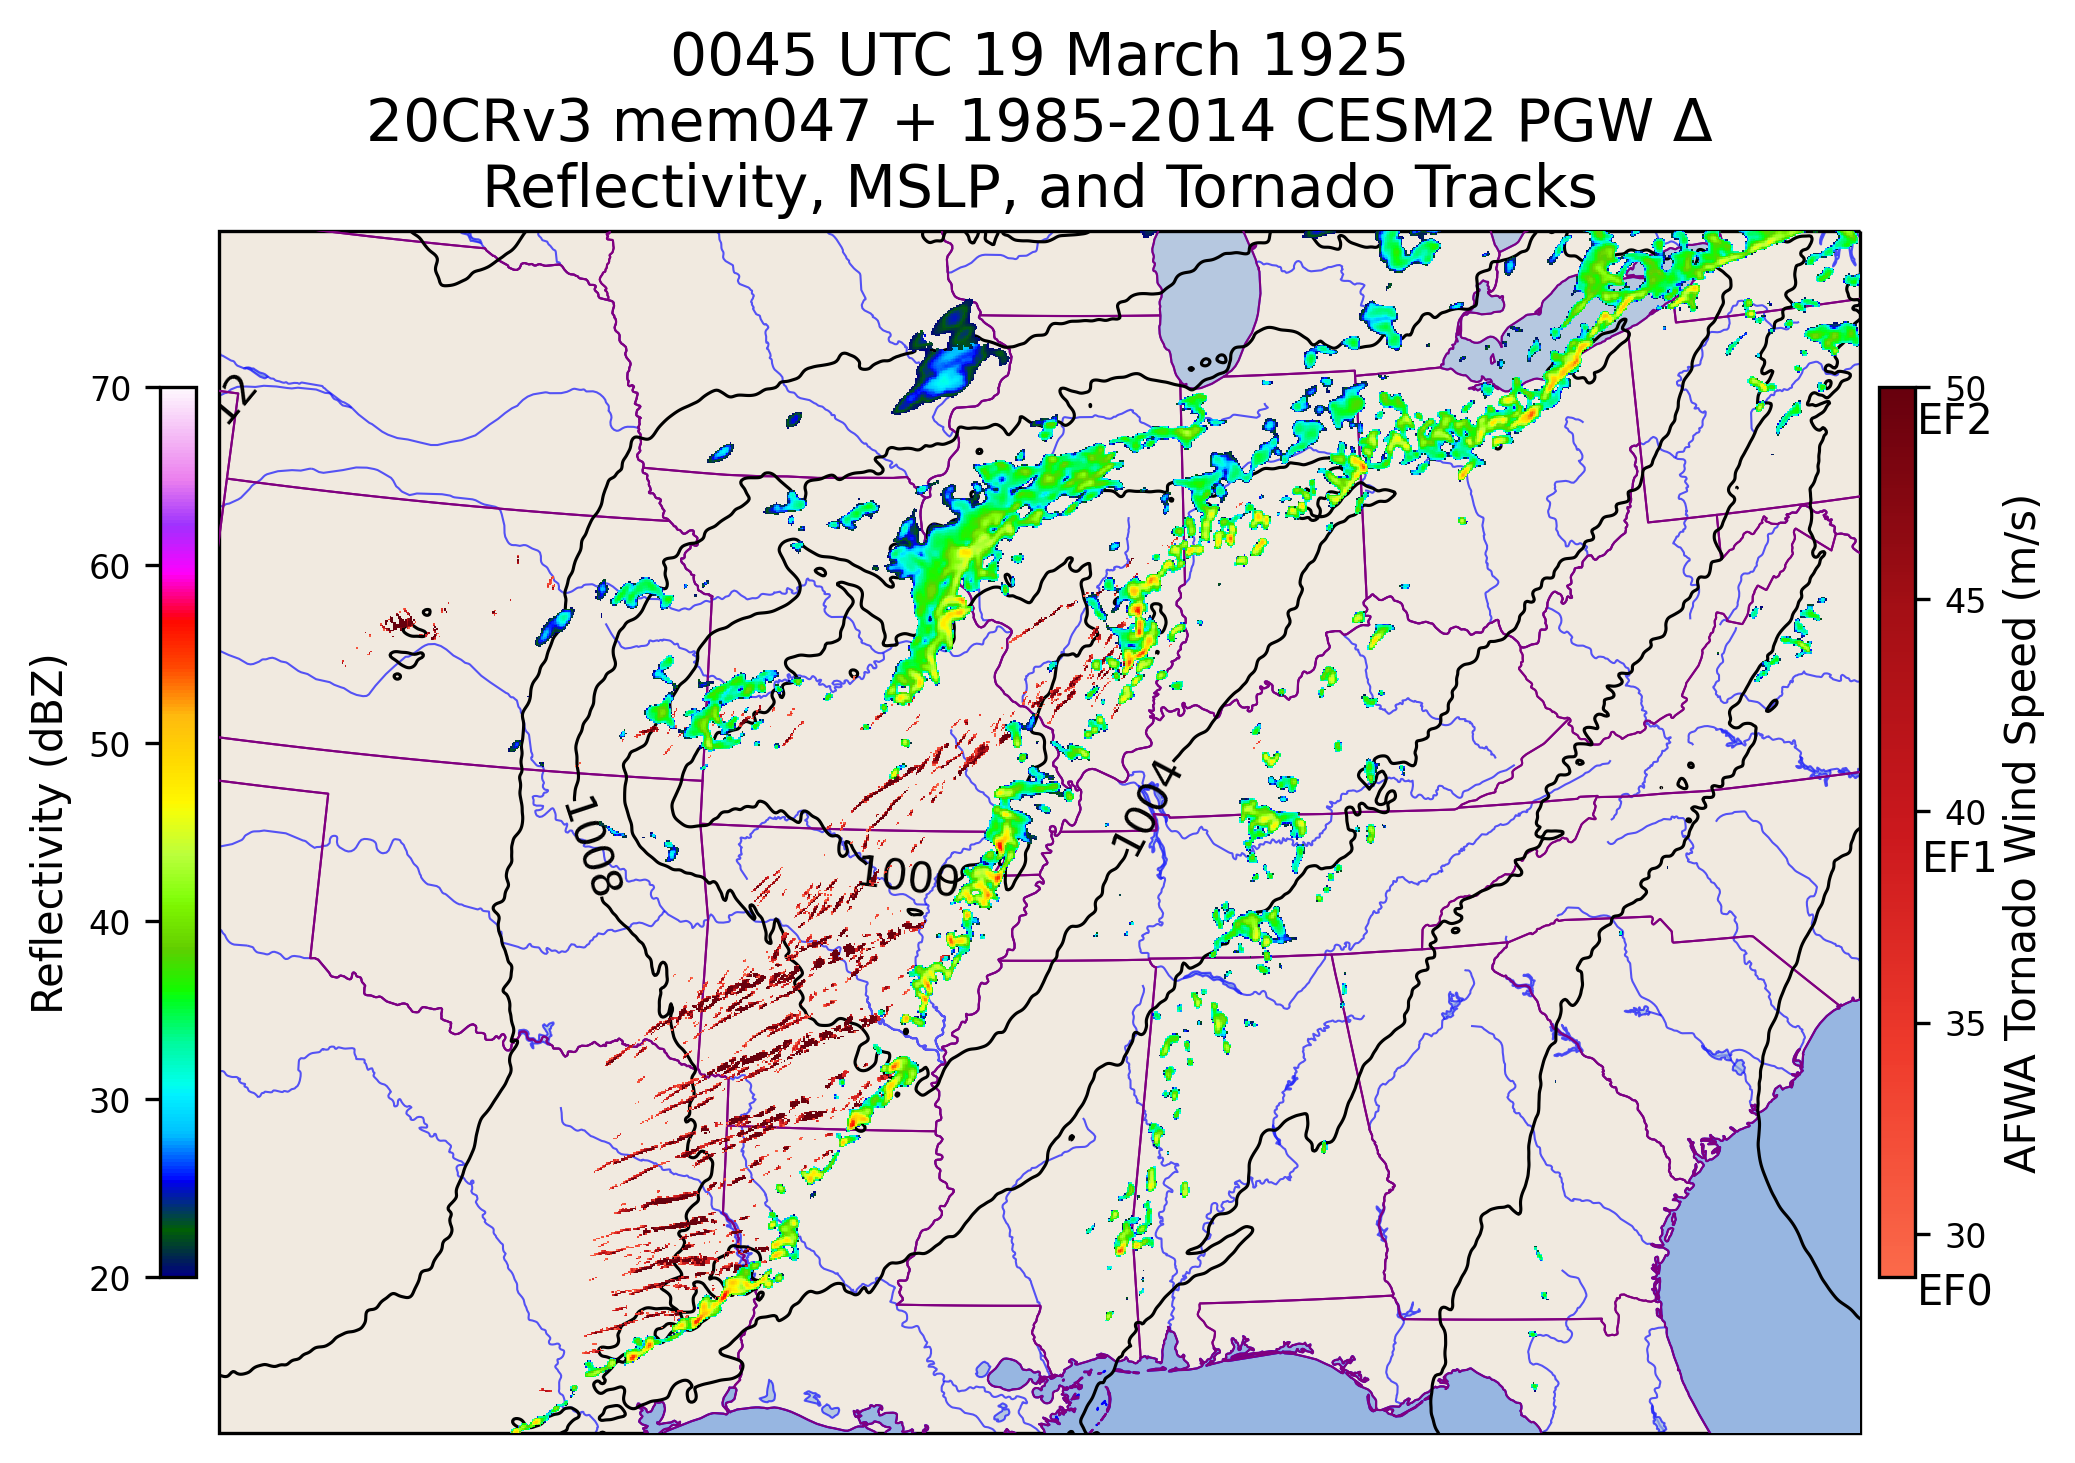 0045 UTC 19 March 1925
20CRv3 mem047 + 1985-2014 CESM2 PGW Δ
Reflectivity, MSLP, and Tornado Tracks
12
1008
1000
1004
70
60
50
40
30
20
Reflectivity (dBZ)
50
EF2
45
40
EF1
35
30
EF0
AFWA Tornado Wind Speed (m/s)